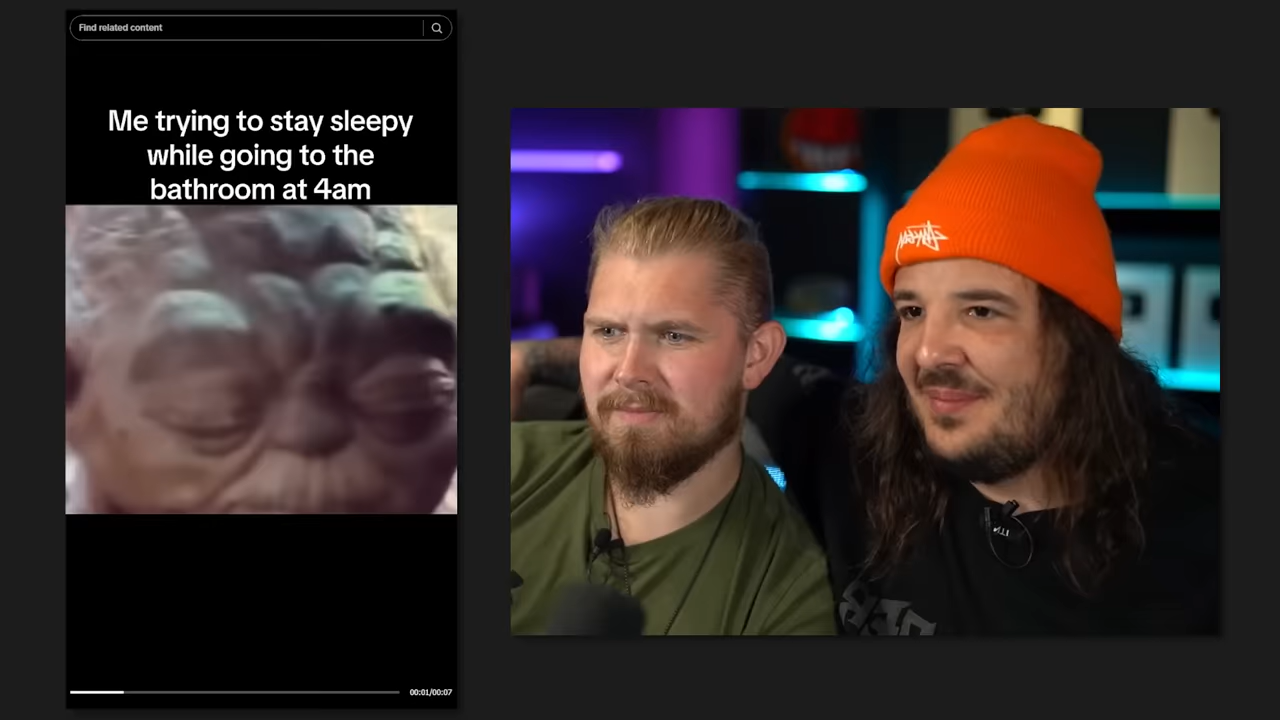 Find related content
Me trying to stay sleepy
while going to the
bathroom at 4am
00:01/00:07